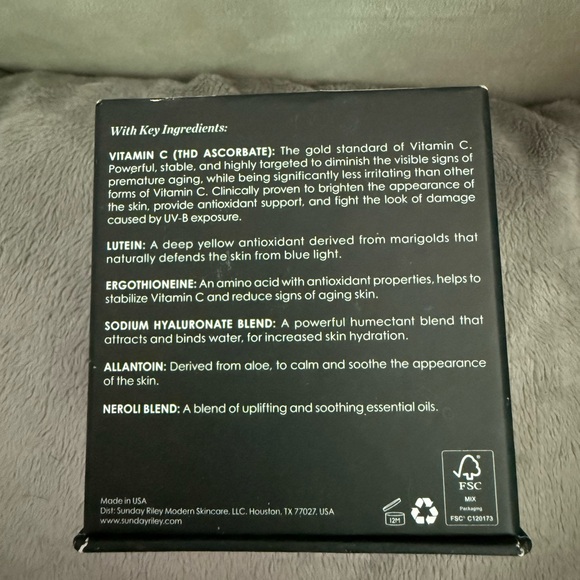 With Key Ingredients:
VITAMIN C (THD ASCORBATE): The gold standard of Vitamin C.
Powerful, stable, and highly targeted to diminish the visible signs of
premature aging, while being significantly less irritating than other
forms of Vitamin C. Clinically proven to brighten the appearance of
the skin, provide antioxidant support, and fight the look of damage
caused by UV-B exposure.
LUTEIN: A deep yellow antioxidant derived from marigolds that
naturally defends the skin from blue light.
ERGOTHIONEINE: An amino acid with antioxidant properties, helps to
stabilize Vitamin C and reduce signs of aging skin.
SODIUM HYALURONATE BLEND: A powerful humectant blend that
attracts and binds water, for increased skin hydration.
ALLANTOIN: Derived from aloe, to calm and soothe the appearance
of the skin.
NEROLI BLEND: A blend of uplifting and soothing essential oils.
Made in USA
Dist: Sunday Riley Modern Skincare, LLC. Houston, TX 77027, USA
www.sundayriley.com
12M
FSC
MIX
Packaging
FSC® C120173